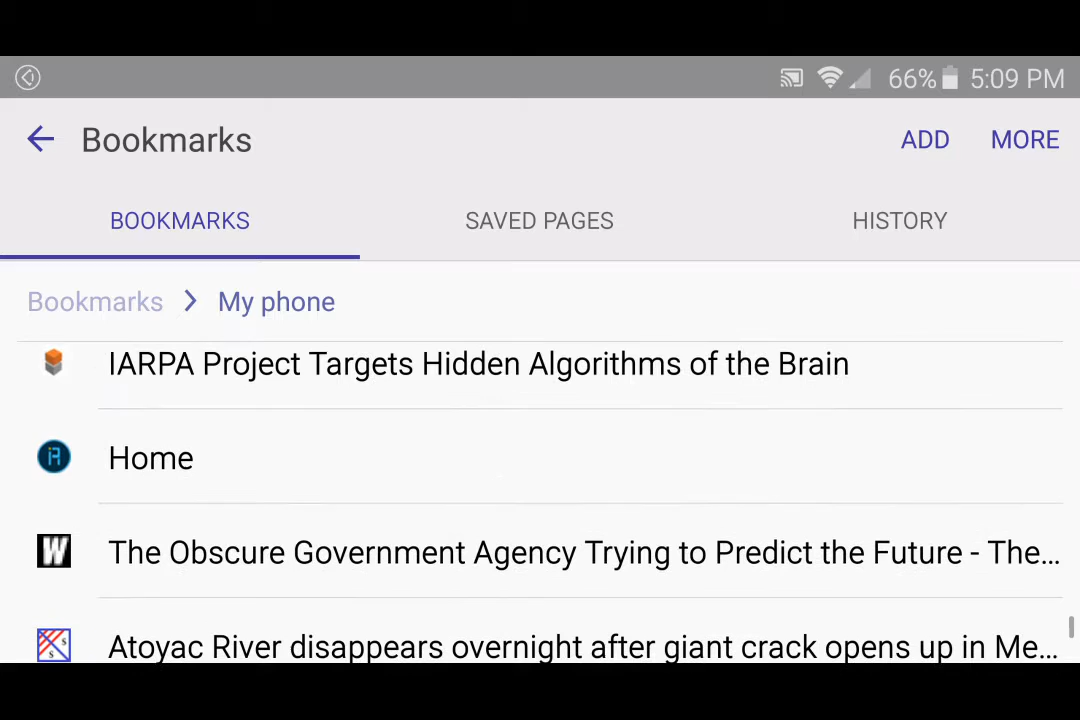 66% 5:09 PM
Bookmarks ADD MORE
BOOKMARKS SAVED PAGES HISTORY
Bookmarks > My phone
IARPA Project Targets Hidden Algorithms of the Brain
Home
W The Obscure Government Agency Trying to Predict the Future - The...
Atoyac River disappears overnight after giant crack opens up in Me...